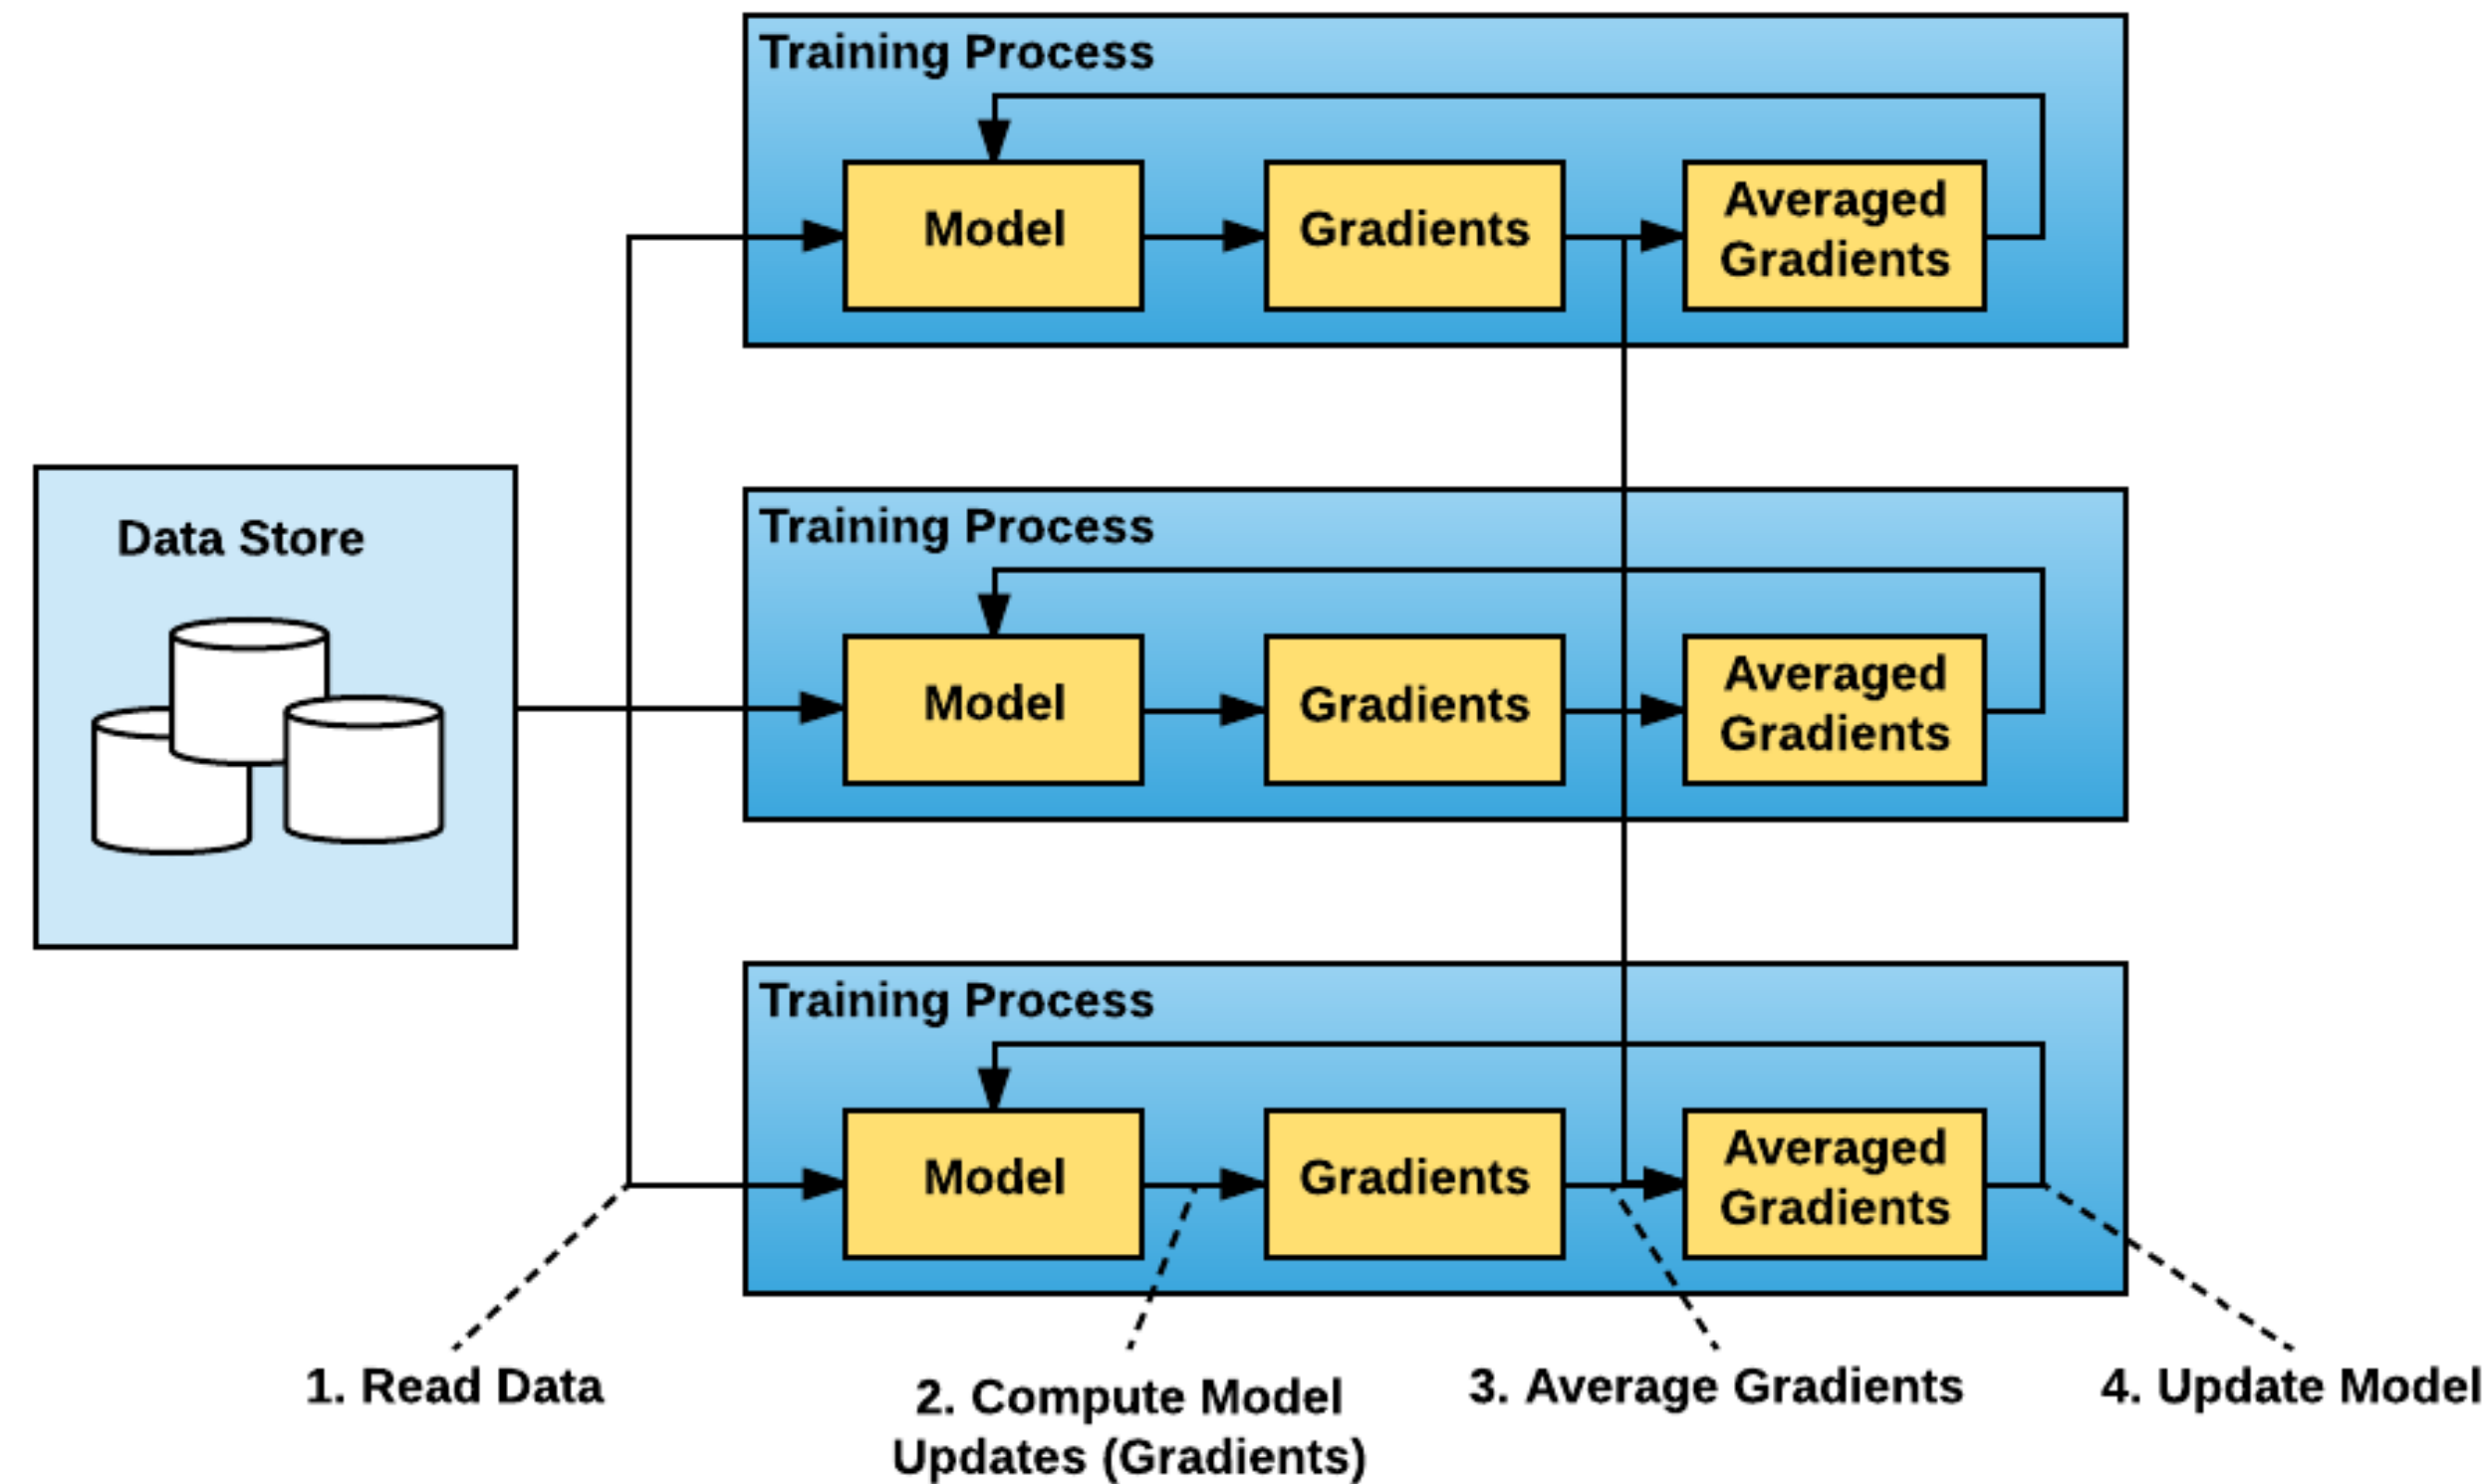 Training Process
Model
Gradients
Averaged
Gradients
Data Store
Training Process
Model
Gradients
Averaged
Gradients
Training Process
Model
Gradients
Averaged
Gradients
1. Read Data
2. Compute Model
Updates (Gradients)
3. Average Gradients
4. Update Model